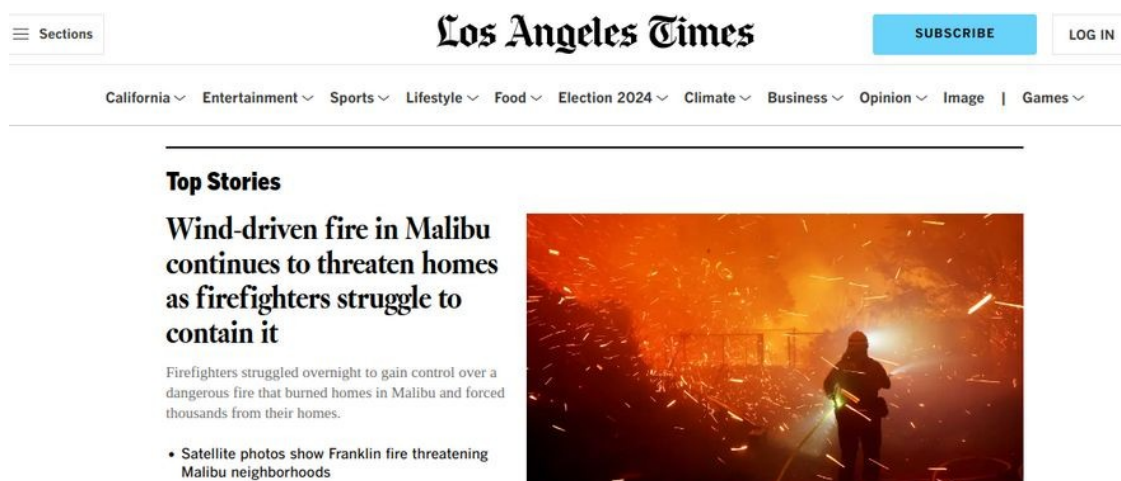 Sections
Los Angeles Times
SUBSCRIBE
LOG IN
California Entertainment Sports Lifestyle Food Election 2024 Climate Business Opinion Image | Games
Top Stories
Wind-driven fire in Malibu
continues to threaten homes
as firefighters struggle to
contain it
Firefighters struggled overnight to gain control over a
dangerous fire that burned homes in Malibu and forced
thousands from their homes.
• Satellite photos show Franklin fire threatening
Malibu neighborhoods